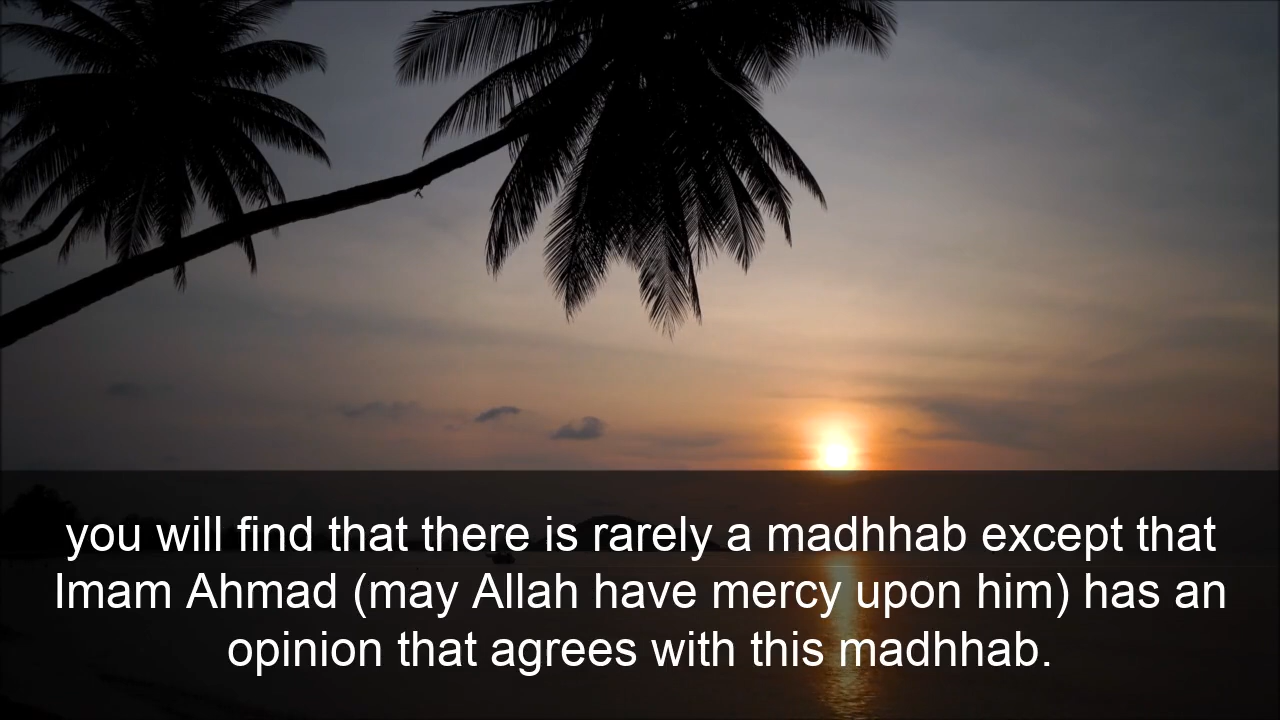 you will find that there is rarely a madhhab except that
Imam Ahmad (may Allah have mercy upon him) has an
opinion that agrees with this madhhab.